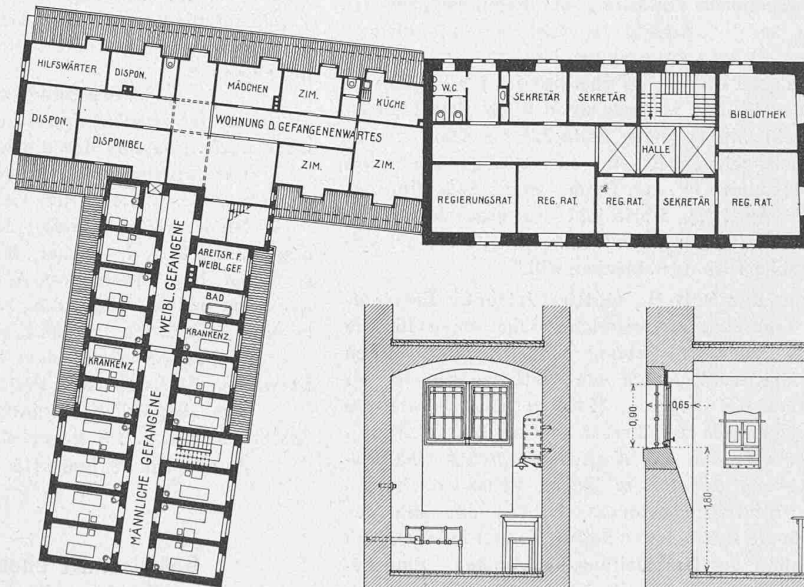 HILFSWÄRTER
DISPON.
MÄDCHEN
ZIM.
KÜCHE
DISPON.
DISPONIBEL
WOHNUNG D. GEFANGENENWARTES
ZIM.
ZIM.
W.C.
SEKRETÄR
SEKRETÄR
BIBLIOTHEK
HALLE
REGIERUNGSRAT
REG. RAT.
REG. RAT.
SEKRETÄR
REG. RAT.
WEIBL. GEFANGENE
AREITSR. F.
WEIBL. GEF.
BAD
KRANKENZ.
KRANKENZ.
MÄNNLICHE GEFANGENE
0,90
0,65
1,80